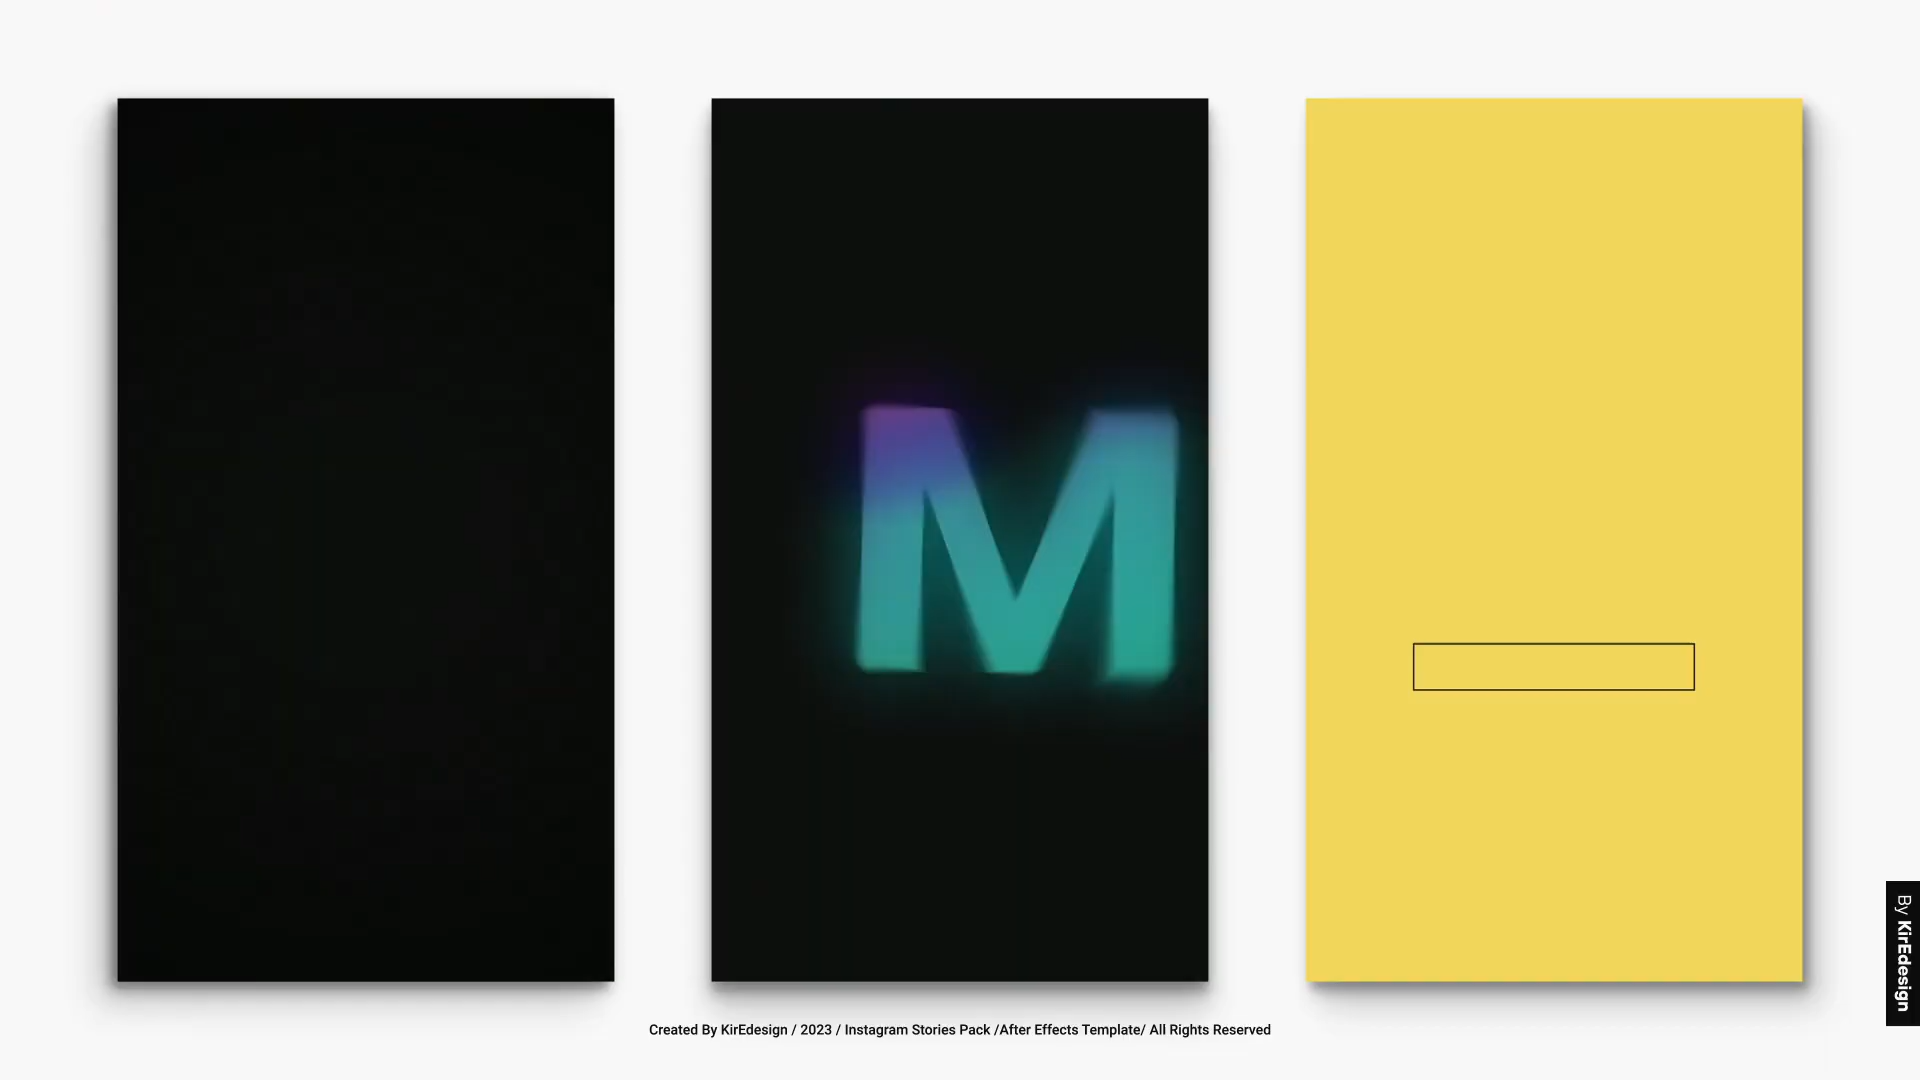 M
Created By KirEdesign / 2023 / Instagram Stories Pack /After Effects Template/ All Rights Reserved
By KirEdesign